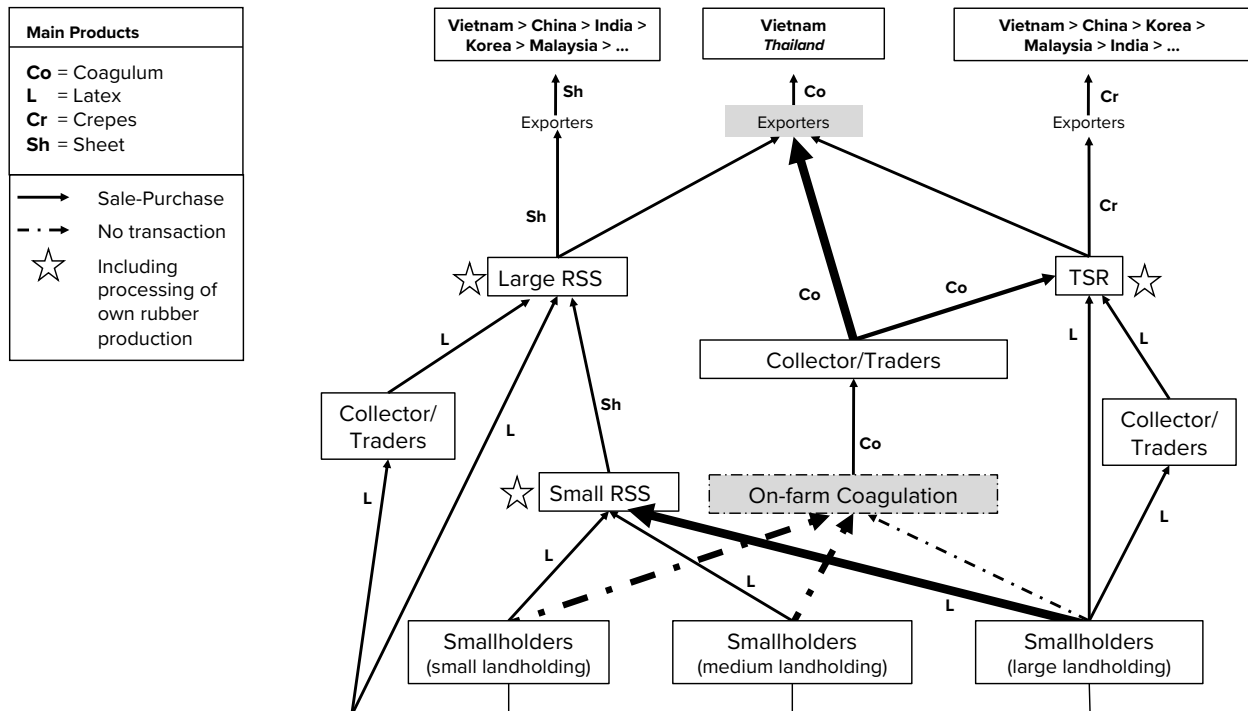 Main Products
Co = Coagulum
L = Latex
Cr = Crepes
Sh = Sheet
Sale-Purchase
No transaction
Including
processing of
own rubber
production
Vietnam > China > India >
Korea > Malaysia > ...
Vietnam
Thailand
Vietnam > China > Korea >
Malaysia > India > ...
Sh
Co
Cr
Exporters
Exporters
Exporters
Sh
Cr
Large RSS
Co
Co
TSR
L
L
L
Collector/Traders
Collector/
Traders
Sh
L
Collector/
Traders
Co
L
Small RSS
On-farm Coagulation
L
L
L
L
Smallholders
(small landholding)
Smallholders
(medium landholding)
Smallholders
(large landholding)